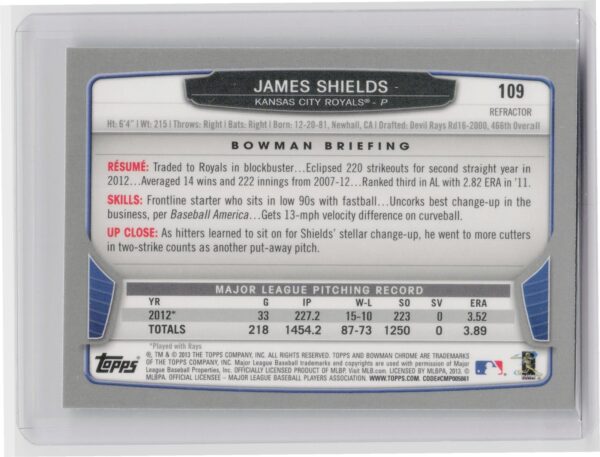 JAMES SHIELDS
KANSAS CITY ROYALS® - P
109
REFRACTOR
Ht: 6'4" | Wt: 215 | Throws: Right | Bats: Right | Born: 12-20-81, Newhall, CA | Drafted: Devil Rays Rd16-2000, 466th Overall
BOWMAN BRIEFING
RÉSUMÉ: Traded to Royals in blockbuster...Eclipsed 220 strikeouts for second straight year in
2012...Averaged 14 wins and 222 innings from 2007-12...Ranked third in AL with 2.82 ERA in '11.
SKILLS: Frontline starter who sits in low 90s with fastball...Uncorks best change-up in the
business, per Baseball America...Gets 13-mph velocity difference on curveball.
UP CLOSE: As hitters learned to sit on for Shields' stellar change-up, he went to more cutters
in two-strike counts as another put-away pitch.
MAJOR LEAGUE PITCHING RECORD
YR G IP W-L SO SV ERA
2012* 33 227.2 15-10 223 0 3.52
TOTALS 218 1454.2 87-73 1250 0 3.89
*Played with Rays
Topps
®, TM & © 2013 THE TOPPS COMPANY, INC. ALL RIGHTS RESERVED. TOPPS AND BOWMAN CHROME ARE TRADEMARKS
OF THE TOPPS COMPANY, INC. Major League Baseball trademarks and copyrights are used with permission of Major
League Baseball Properties, Inc. OFFICIALLY LICENSED PRODUCT OF MLBP. Visit MLB.com. LICENSED BY MLBPA, 2013. ©
MLBPA. OFFICIAL LICENSEE - MAJOR LEAGUE BASEBALL PLAYERS ASSOCIATION. WWW.TOPPS.COM. CODE#CMP005061